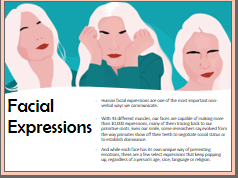 Facial
Expressions
Human facial expressions are one of the most important non-
verbal ways we communicate.
With 43 different muscles, our faces are capable of making more
than 10,000 expressions, many of them tracing back to our
primitive roots. Even our smile, some researchers say, evolved from
the way primates show off their teeth to negotiate social status or
to establish dominance.
And while each face has its own unique way of presenting
emotions, there are a few select expressions that keep popping
up, regardless of a person's age, race, language or religion.